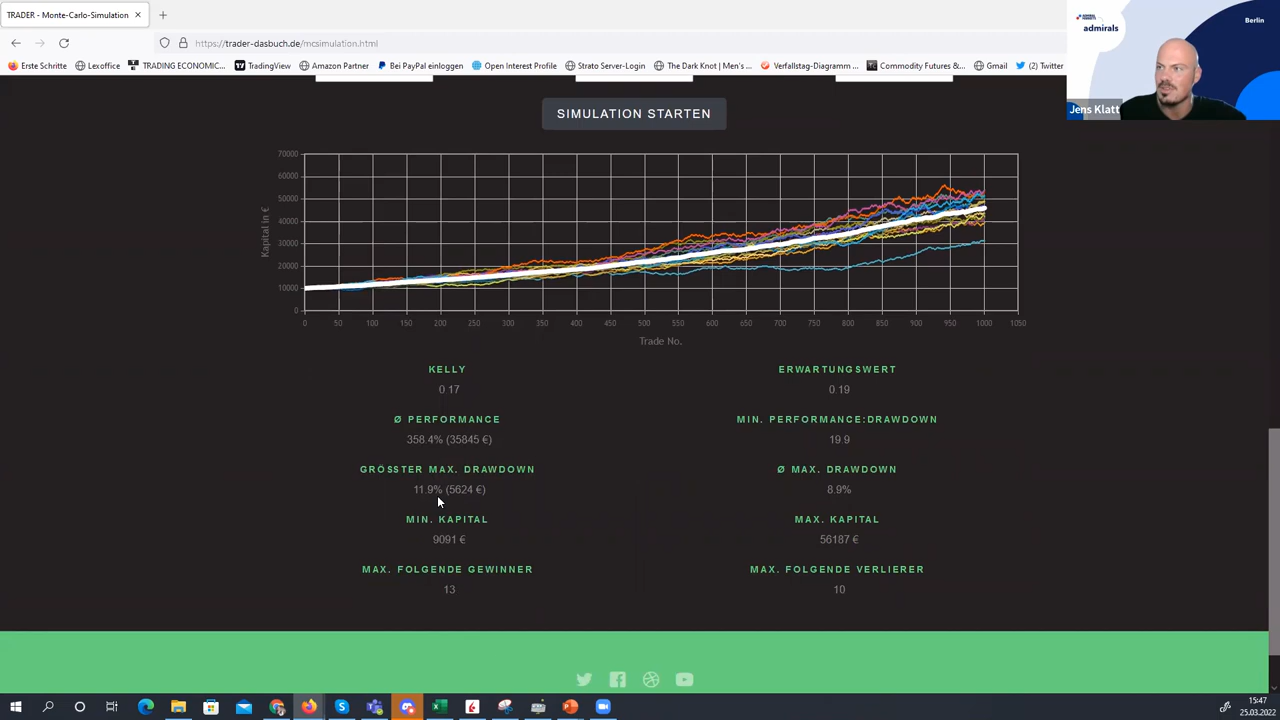 TRADER - Monte-Carlo-Simulation
https://trader-dasbuch.de/mcsimulation.html
Erste Schritte
Lexoffice
TRADING ECONOMIC...
TradingView
Amazon Partner
Bei PayPal einloggen
Open Interest Profile
Strato Server-Login
The Dark Knot | Men's ...
Verfallstag-Diagramm ...
Commodity Futures &...
Gmail
(2) Twitter
admirals
Berlin
Jens Klatt
SIMULATION STARTEN
70000
60000
50000
40000
30000
20000
10000
0
Kapital in €
0 50 100 150 200 250 300 350 400 450 500 550 600 650 700 750 800 850 900 950 1000 1050
Trade No.
KELLY
0.17
ERWARTUNGSWERT
0.19
Ø PERFORMANCE
358.4% (35845 €)
MIN. PERFORMANCE:DRAWDOWN
19.9
GRÖSSTER MAX. DRAWDOWN
11.9% (5624 €)
Ø MAX. DRAWDOWN
8.9%
MIN. KAPITAL
9091 €
MAX. KAPITAL
56187 €
MAX. FOLGENDE GEWINNER
13
MAX. FOLGENDE VERLIERER
10
15:47
25.03.2022